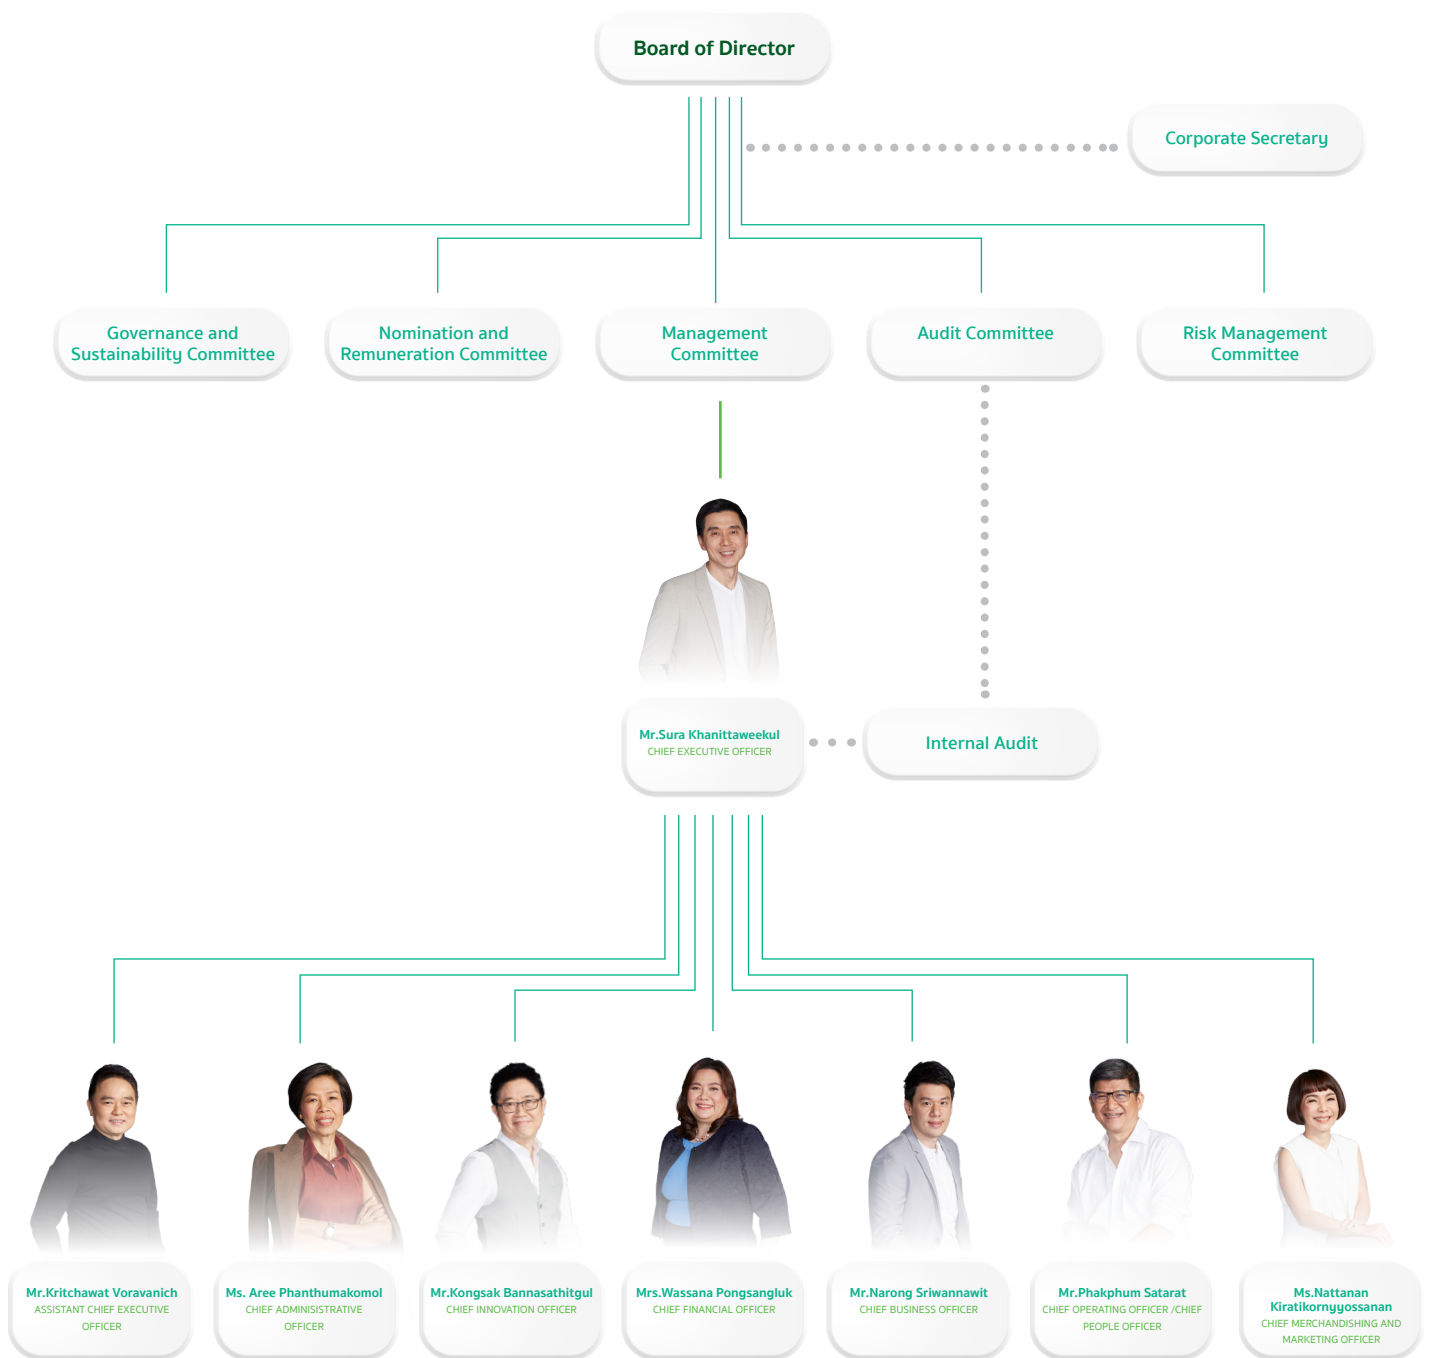 Board of Director
Corporate Secretary
Governance and
Sustainability Committee
Nomination and
Remuneration Committee
Management
Committee
Audit Committee
Risk Management
Committee
Mr.Sura Khanittaweekul
CHIEF EXECUTIVE OFFICER
Internal Audit
Mr.Kritchawat Voravanich
ASSISTANT CHIEF EXECUTIVE
OFFICER
Ms. Aree Phanthumakomol
CHIEF ADMINISISTRATIVE
OFFICER
Mr.Kongsak Bannasathitgul
CHIEF INNOVATION OFFICER
Mrs.Wassana Pongsangluk
CHIEF FINANCIAL OFFICER
Mr.Narong Sriwannawit
CHIEF BUSINESS OFFICER
Mr.Phakphum Satarat
CHIEF OPERATING OFFICER /CHIEF
PEOPLE OFFICER
Ms.Nattanan
Kiratikornyyossanan
CHIEF MERCHANDISHING AND
MARKETING OFFICER